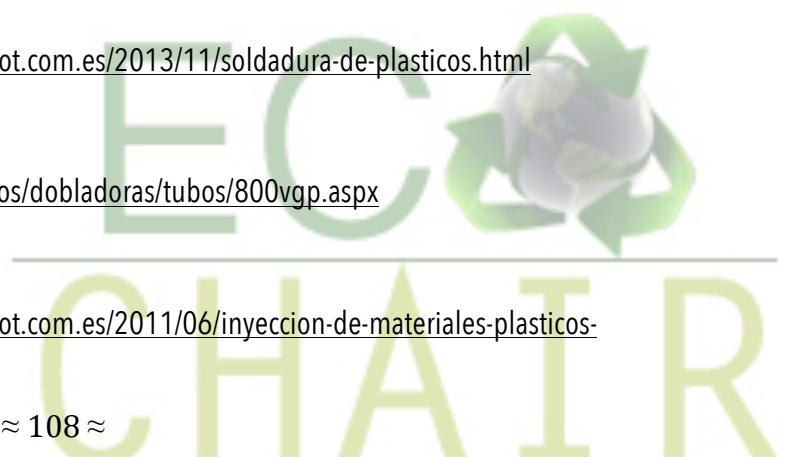 ot.com.es/2013/11/soldadura-de-plasticos.html
EC
os/dobladoras/tubos/800vgp.aspx
ot.com.es/2011/06/inyeccion-de-materiales-plasticos-
CHAIR
≈ 108 ≈